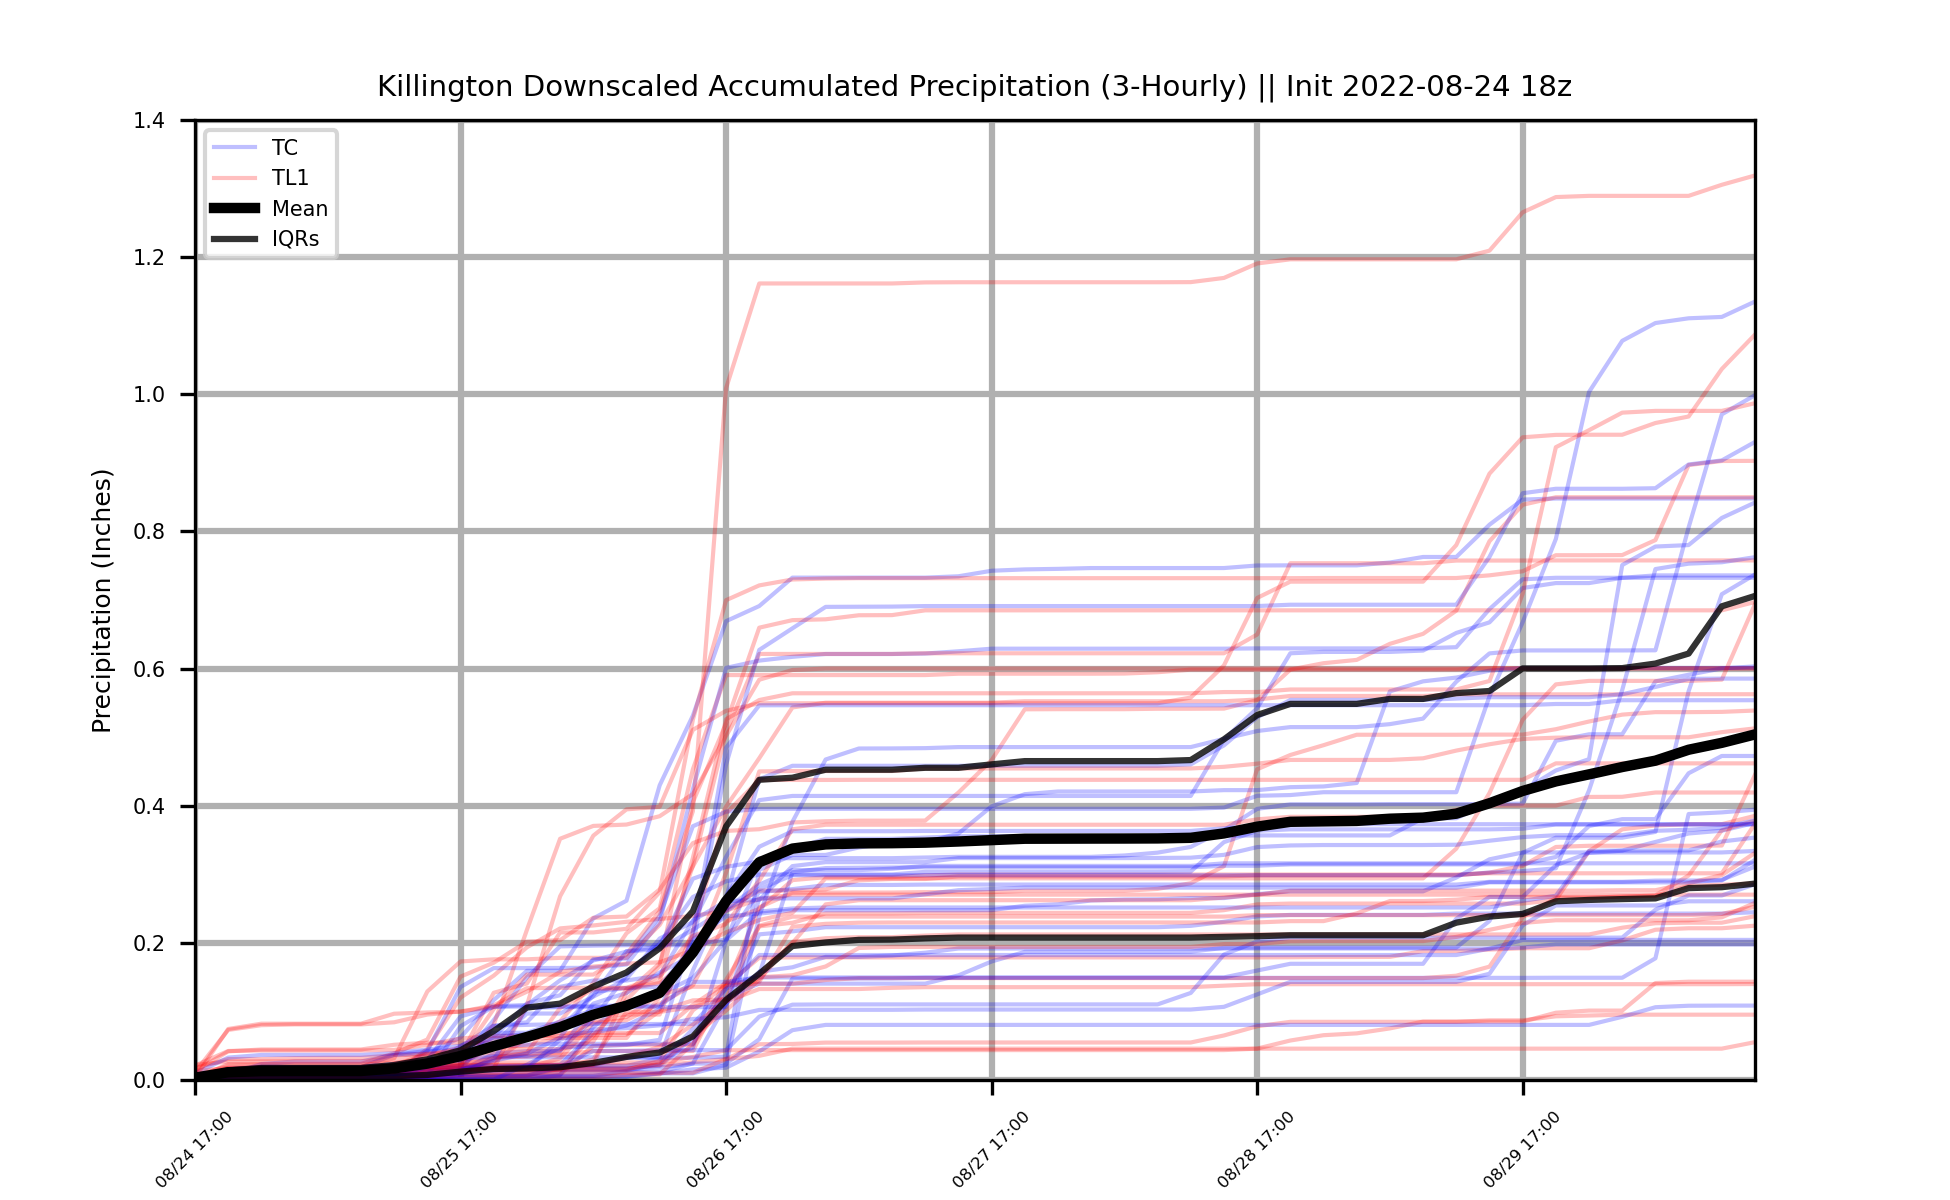 Killington Downscaled Accumulated Precipitation (3-Hourly) || Init 2022-08-24 18z
Precipitation (Inches)
1.4
1.2
1.0
0.8
0.6
0.4
0.2
0.0
TC
TL1
Mean
IQRs
08/24 17:00
08/25 17:00
08/26 17:00
08/27 17:00
08/28 17:00
08/29 17:00